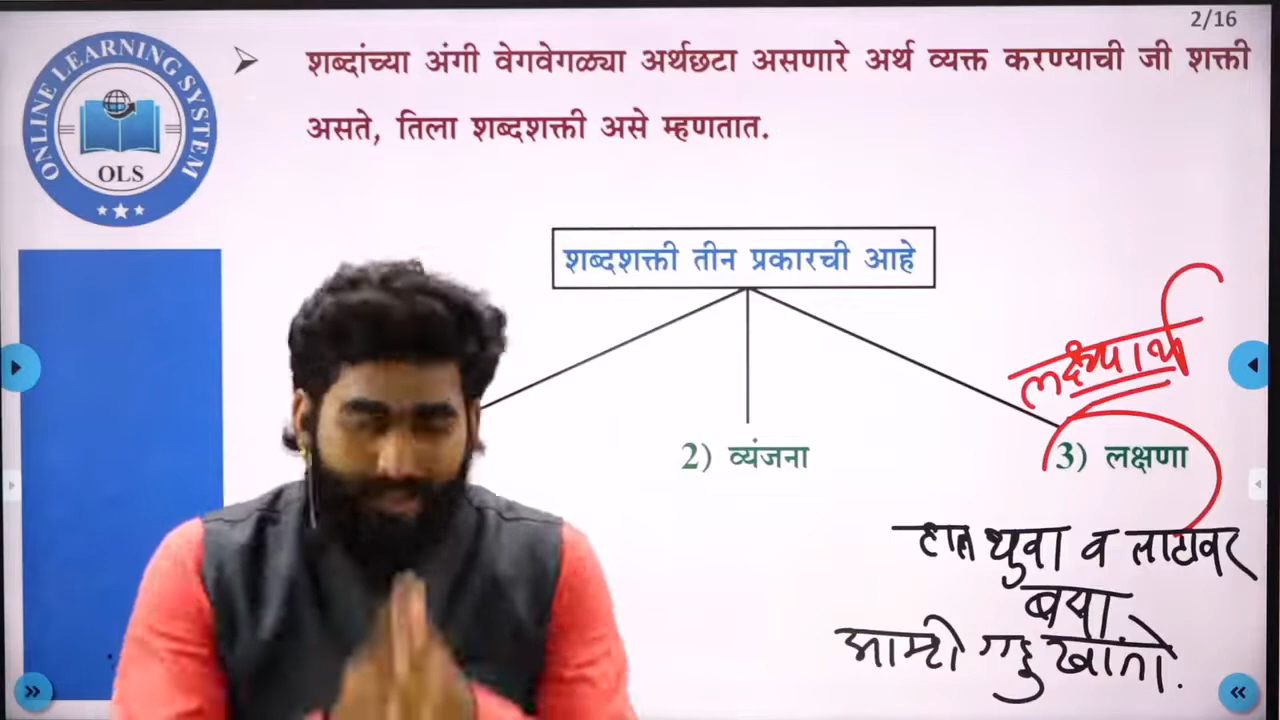 2/16
ONLINE LEARNING SYSTEM
OLS
शब्दांच्या अंगी वेगवेगळ्या अर्थछटा असणारे अर्थ व्यक्त करण्याची जी शक्ती
असते, तिला शब्दशक्ती असे म्हणतात.
शब्दशक्ती तीन प्रकारची आहे
लक्ष्यार्थ
2) व्यंजना
3) लक्षणा
हात धुवा व ताटावर
बसा.
आम्ही गहू खातो.